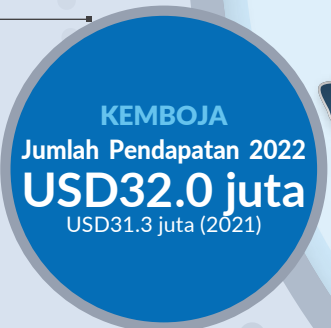 KEMBOJA
Jumlah Pendapatan 2022
USD32.0 juta
USD31.3 juta (2021)